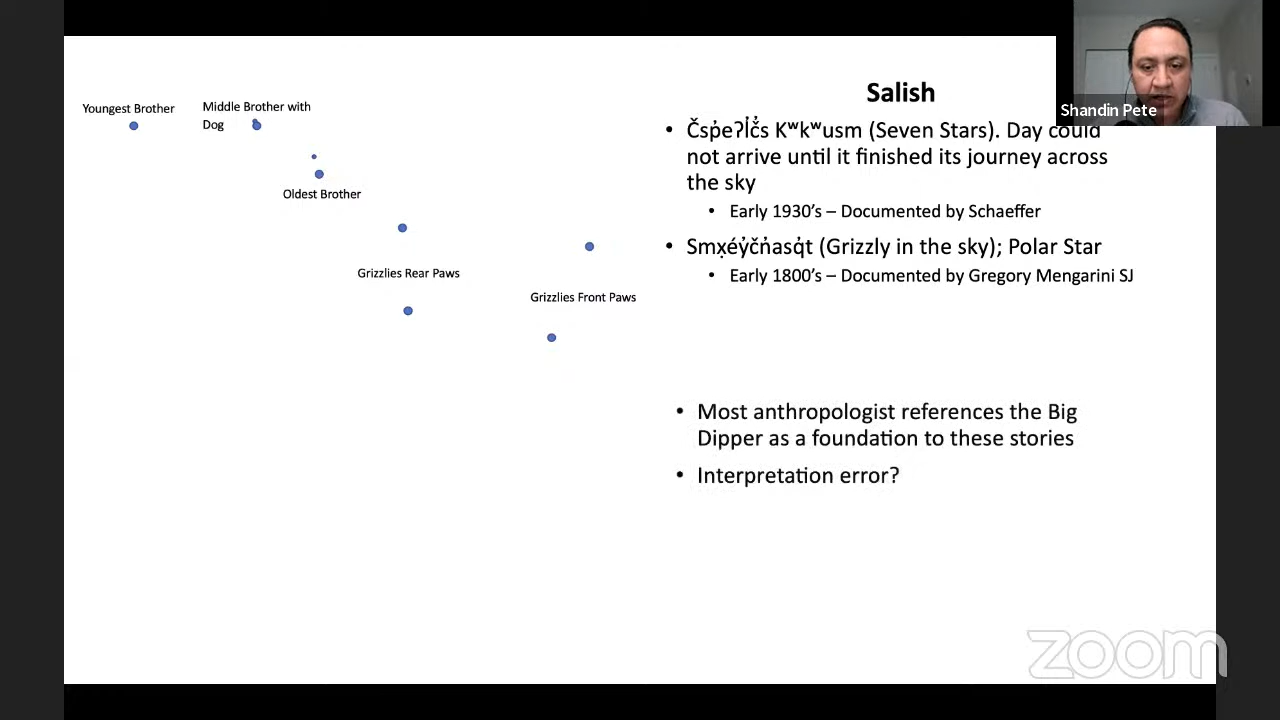 Youngest Brother
Middle Brother with
Dog
Oldest Brother
Grizzlies Rear Paws
Grizzlies Front Paws
Salish
• Čsp̓eʔl̓č̓s Kʷkʷusm (Seven Stars). Day could
not arrive until it finished its journey across
the sky
• Early 1930’s – Documented by Schaeffer
• Smx̣éy̓čn̓asq̓t (Grizzly in the sky); Polar Star
• Early 1800’s – Documented by Gregory Mengarini SJ
• Most anthropologist references the Big
Dipper as a foundation to these stories
• Interpretation error?
Shandin Pete
zoom